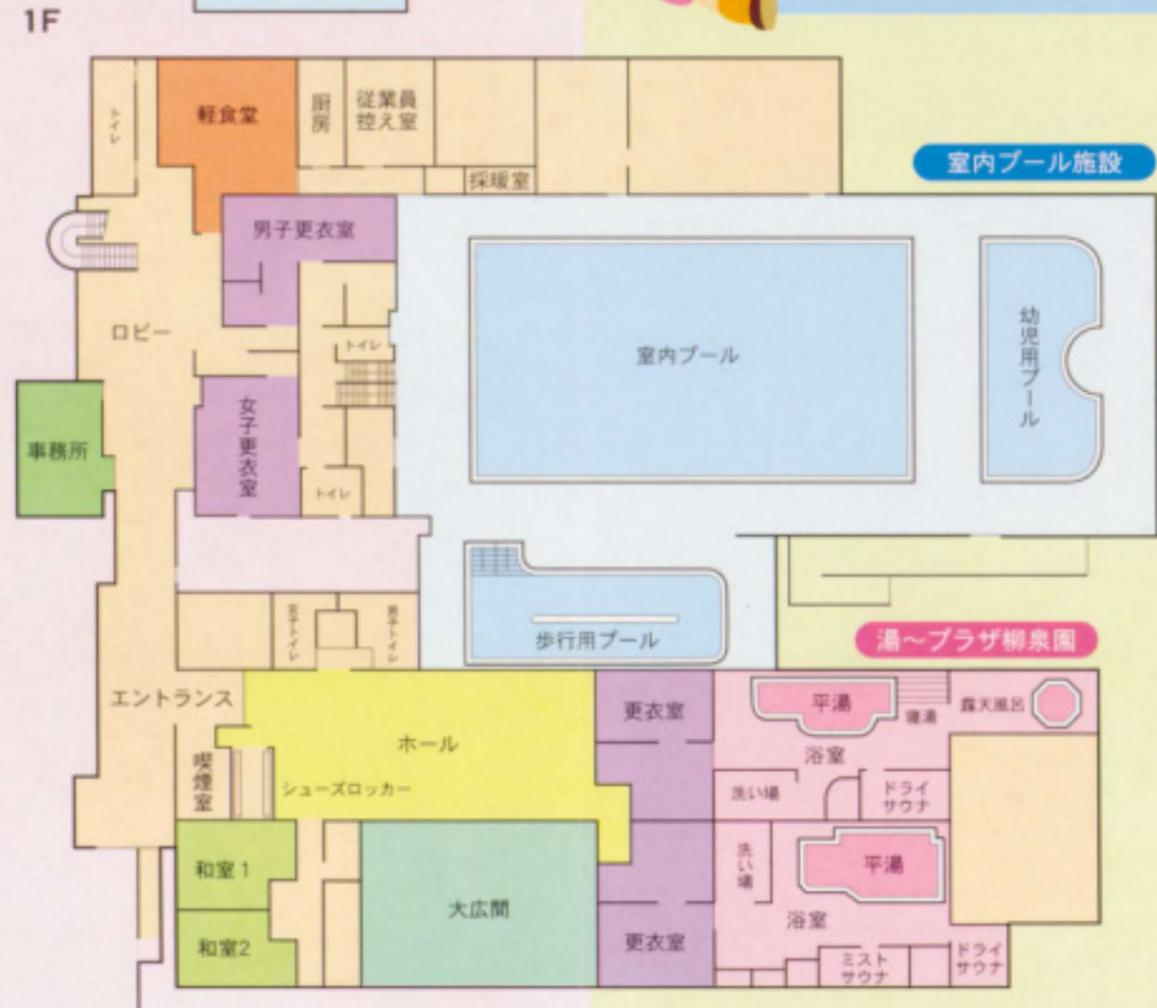 1F
トイレ
軽食堂
厨房
従業員
控え室
採暖室
室内プール施設
男子更衣室
ロビー
トイレ
室内プール
幼児用プール
事務所
女子更衣室
トイレ
女子トイレ
男子トイレ
歩行用プール
湯〜プラザ柳泉園
エントランス
ホール
更衣室
平湯
寝湯
露天風呂
浴室
喫煙室
シューズロッカー
洗い場
ドライ
サウナ
和室1
大広間
洗い場
平湯
浴室
和室2
更衣室
ミスト
サウナ
ドライ
サウナ